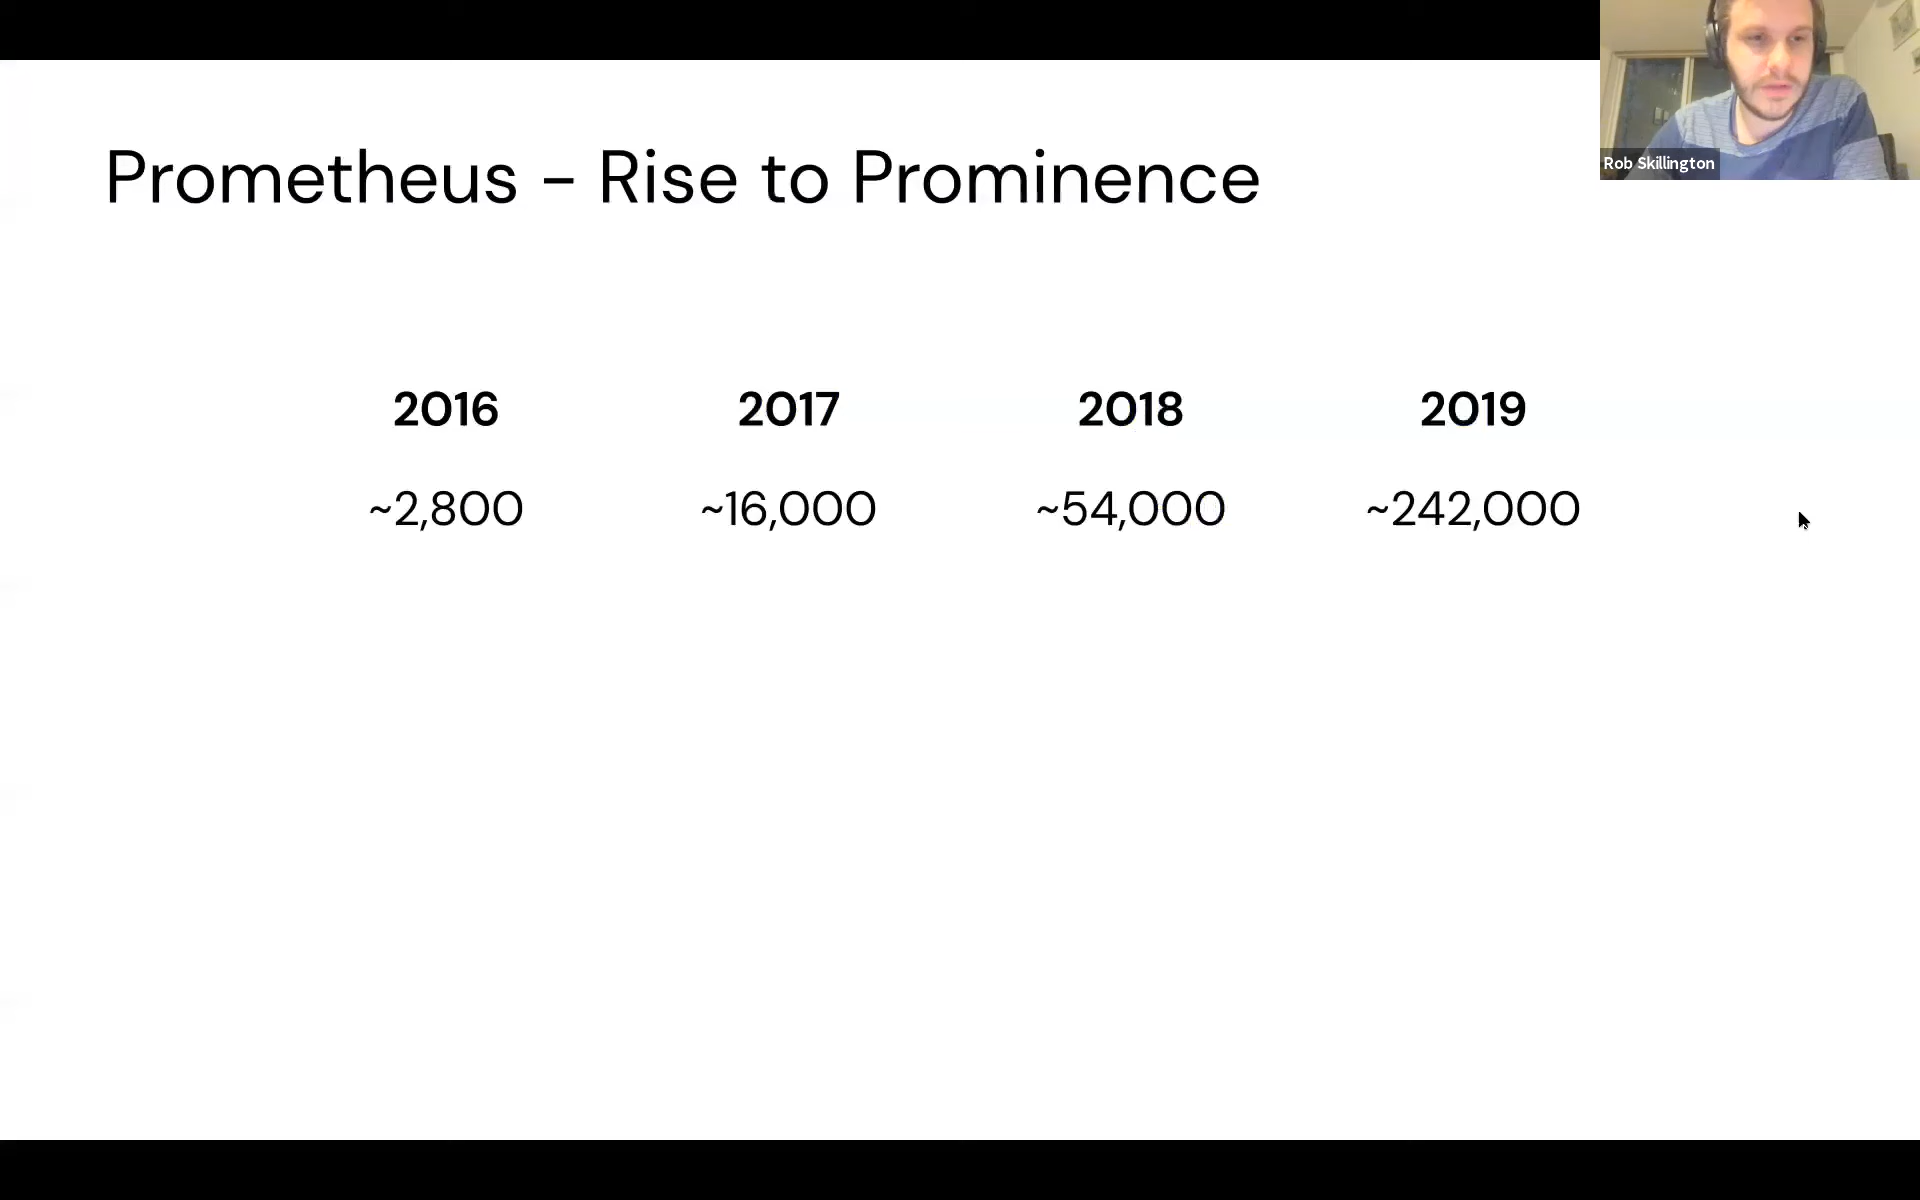 Prometheus - Rise to Prominence
Rob Skillington
2016 2017 2018 2019
~2,800 ~16,000 ~54,000 ~242,000